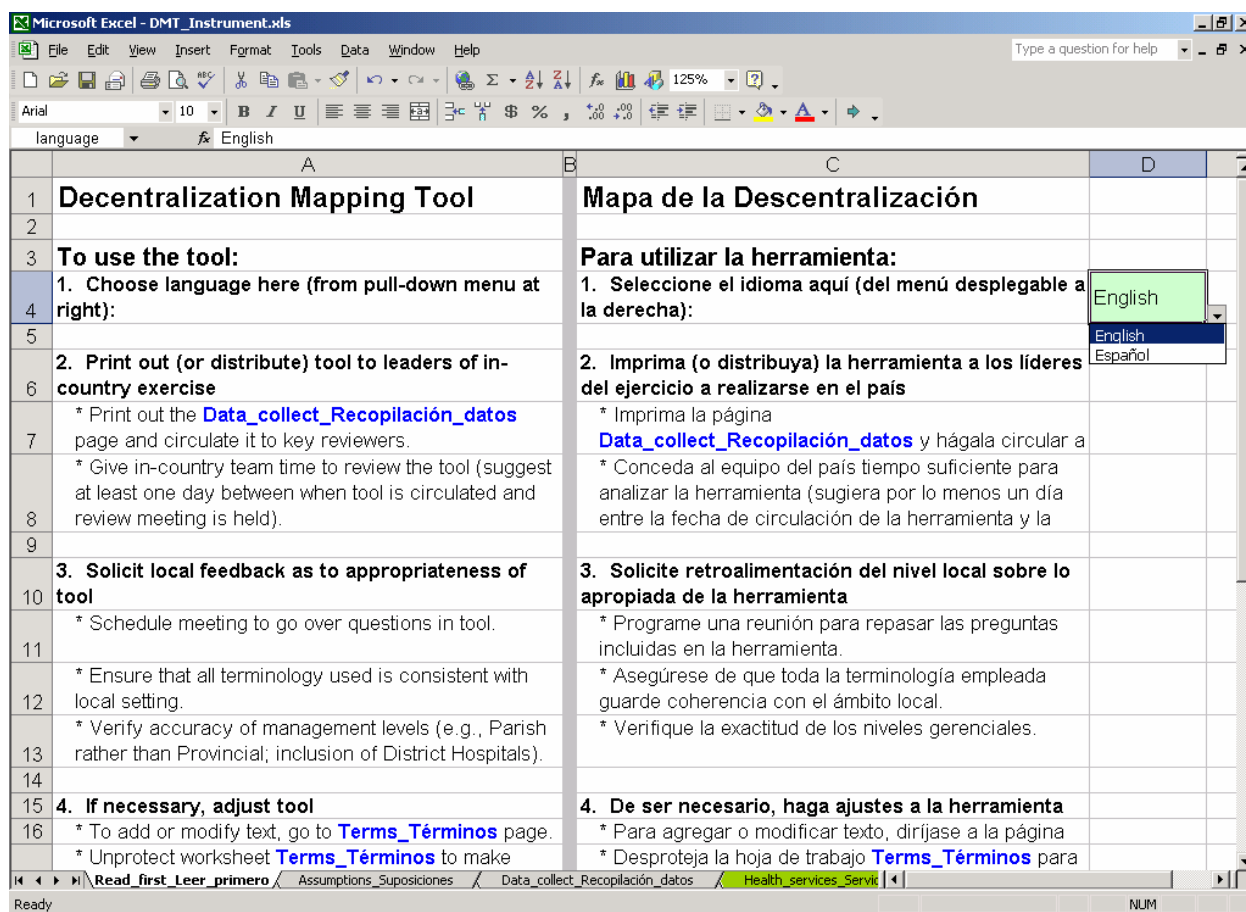 Microsoft Excel - DMT_Instrument.xls
File Edit View Insert Format Tools Data Window Help
Type a question for help
125%
Arial 10 B I U $ % ,
language fx English
A B C D
1 Decentralization Mapping Tool Mapa de la Descentralización
2
3 To use the tool: Para utilizar la herramienta:
1. Choose language here (from pull-down menu at
4 right):
1. Seleccione el idioma aquí (del menú desplegable a
la derecha):
English
English
Español
5
2. Print out (or distribute) tool to leaders of in-
6 country exercise
2. Imprima (o distribuya) la herramienta a los líderes
del ejercicio a realizarse en el país
* Print out the Data_collect_Recopilación_datos
7 page and circulate it to key reviewers.
* Imprima la página
Data_collect_Recopilación_datos y hágala circular a
* Give in-country team time to review the tool (suggest
at least one day between when tool is circulated and
8 review meeting is held).
* Conceda al equipo del país tiempo suficiente para
analizar la herramienta (sugiera por lo menos un día
entre la fecha de circulación de la herramienta y la
9
3. Solicit local feedback as to appropriateness of
10 tool
3. Solicite retroalimentación del nivel local sobre lo
apropiada de la herramienta
* Schedule meeting to go over questions in tool.
11
* Programe una reunión para repasar las preguntas
incluidas en la herramienta.
* Ensure that all terminology used is consistent with
12 local setting.
* Asegúrese de que toda la terminología empleada
guarde coherencia con el ámbito local.
* Verify accuracy of management levels (e.g., Parish
13 rather than Provincial; inclusion of District Hospitals).
* Verifique la exactitud de los niveles gerenciales.
14
15 4. If necessary, adjust tool 4. De ser necesario, haga ajustes a la herramienta
16 * To add or modify text, go to Terms_Términos page. * Para agregar o modificar texto, diríjase a la página
* Unprotect worksheet Terms_Términos to make * Desproteja la hoja de trabajo Terms_Términos para
Read_first_Leer_primero Assumptions_Suposiciones Data_collect_Recopilación_datos Health_services_Servic
Ready NUM